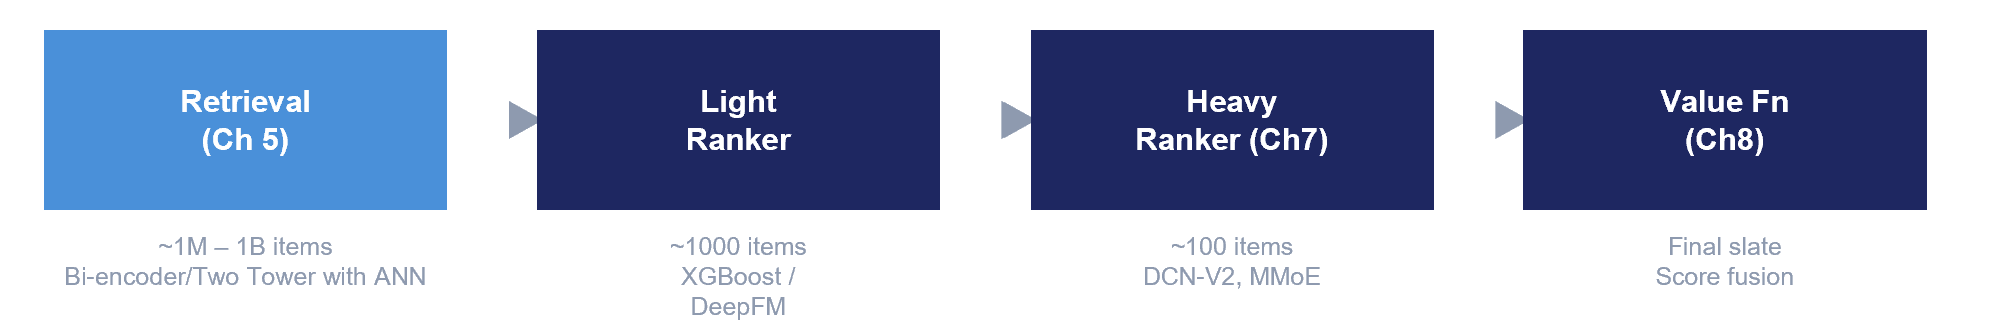 Retrieval
(Ch 5)
~1M – 1B items
Bi-encoder/Two Tower with ANN
Light
Ranker
~1000 items
XGBoost /
DeepFM
Heavy
Ranker (Ch7)
~100 items
DCN-V2, MMoE
Value Fn
(Ch8)
Final slate
Score fusion